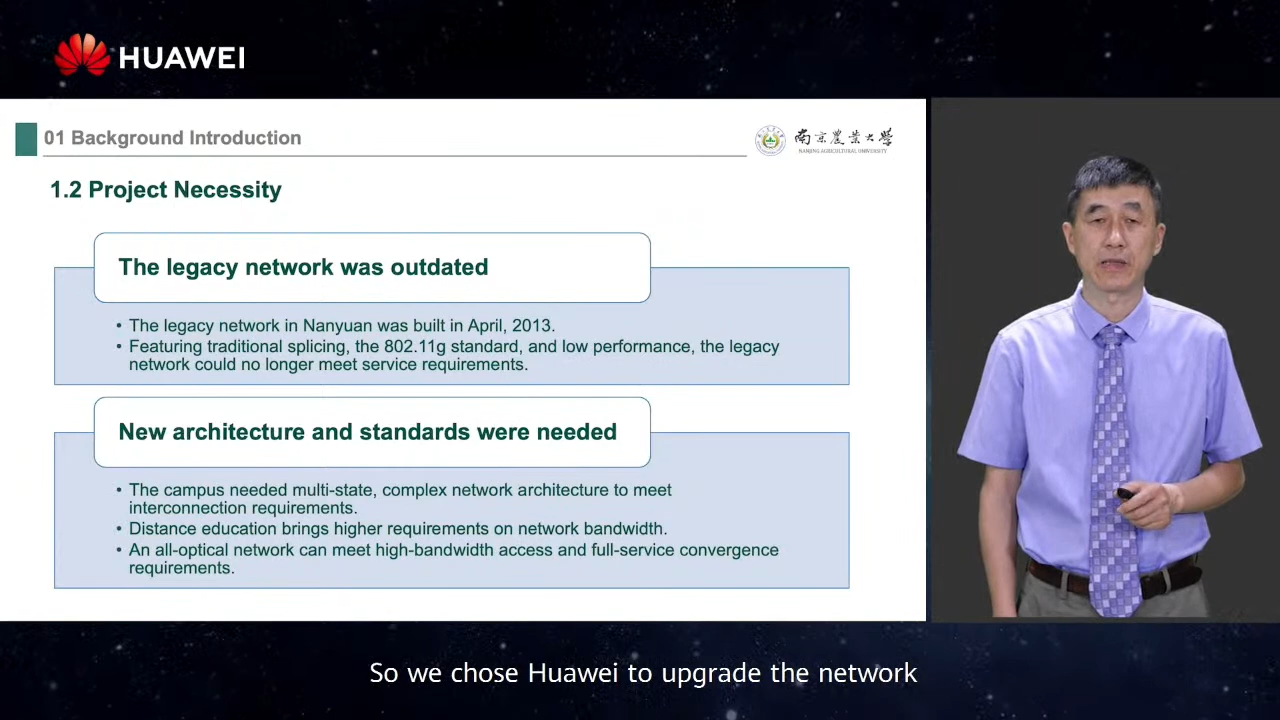 HUAWEI
01 Background Introduction
南京農業大學
NANJING AGRICULTURAL UNIVERSITY
1.2 Project Necessity
The legacy network was outdated
• The legacy network in Nanyuan was built in April, 2013.
• Featuring traditional splicing, the 802.11g standard, and low performance, the legacy
network could no longer meet service requirements.
New architecture and standards were needed
• The campus needed multi-state, complex network architecture to meet
interconnection requirements.
• Distance education brings higher requirements on network bandwidth.
• An all-optical network can meet high-bandwidth access and full-service convergence
requirements.
So we chose Huawei to upgrade the network